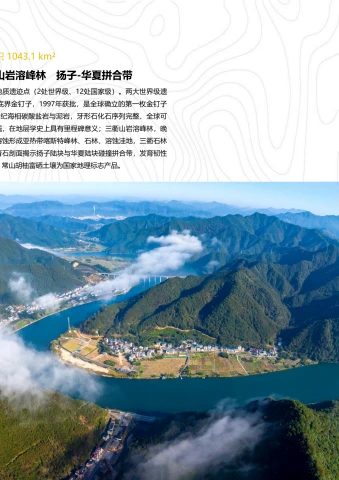 积 1043.1 km²
山岩溶峰林 扬子-华夏拼合带
地质遗迹点（2处世界级，12处国家级）。两大世界级遗
底界金钉子，1997年获批，是全球确立的第一枚金钉子
纪海相碳酸盐岩与泥岩，牙形石化石序列完整，全球可
，在地层学史上具有里程碑意义；三衢山岩溶峰林，晚
溶蚀形成亚热带喀斯特峰林、石林、溶蚀洼地，三衢石林
岩石剖面揭示扬子陆块与华夏陆块碰撞拼合带，发育韧性
。常山胡柚富硒土壤为国家地理标志产品。